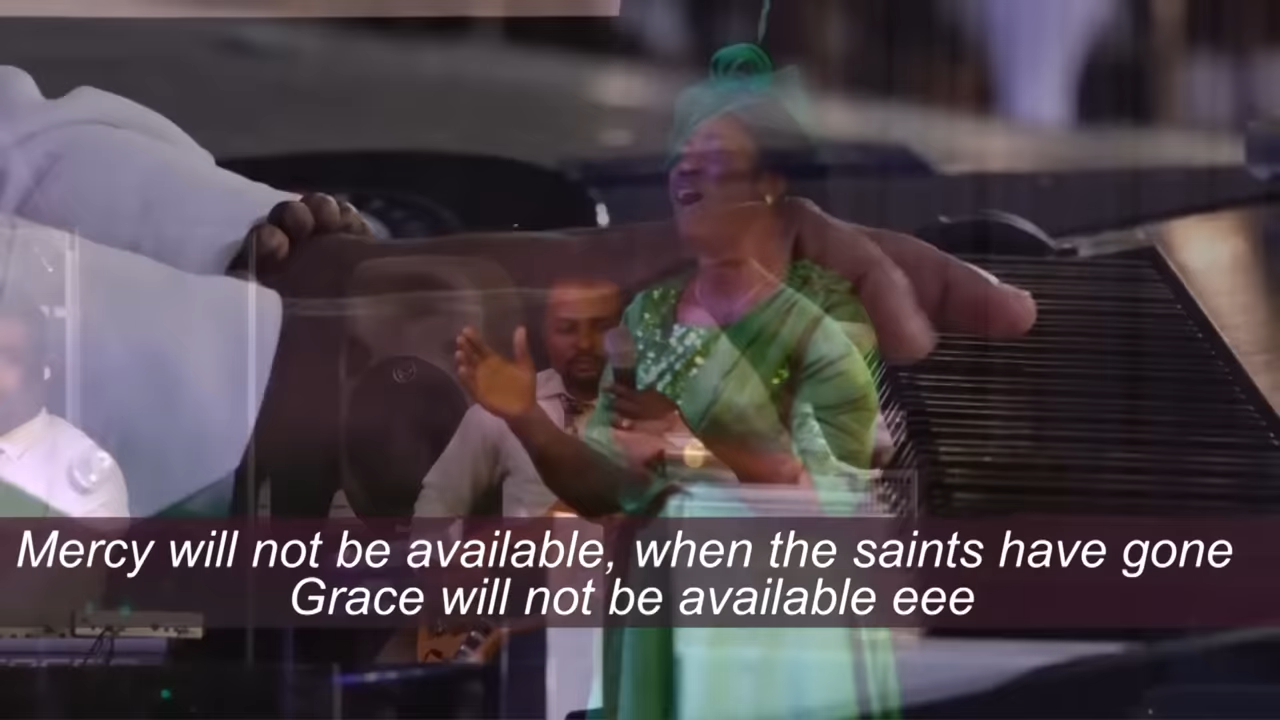 Mercy will not be available, when the saints have gone
Grace will not be available eee